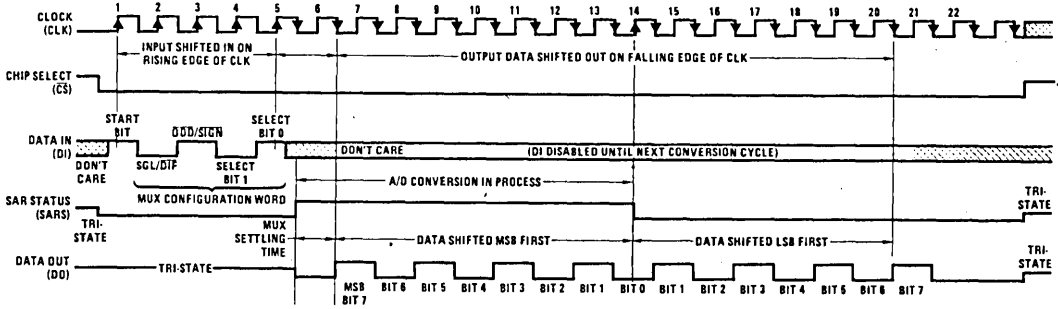 1 2 3 4 5 6 7 8 9 10 11 12 13 14 15 16 17 18 19 20 21 22
CLOCK
(CLK)
INPUT SHIFTED IN ON
RISING EDGE OF CLK
OUTPUT DATA SHIFTED OUT ON FALLING EDGE OF CLK
CHIP SELECT
(CS)
START
BIT
ODD/SIGN
SELECT
BIT 0
DATA IN
(DI)
DON'T
CARE
SGL/DIF
SELECT
BIT 1
DON'T CARE
(DI DISABLED UNTIL NEXT CONVERSION CYCLE)
A/D CONVERSION IN PROCESS
MUX CONFIGURATION WORD
SAR STATUS
(SARS)
TRI-
STATE
MUX
SETTLING
TIME
DATA SHIFTED MSB FIRST
DATA SHIFTED LSB FIRST
TRI-
STATE
DATA OUT
(DO)
TRI-STATE
TRI-
STATE
MSB
BIT 7
BIT 6 BIT 5 BIT 4 BIT 3 BIT 2 BIT 1 BIT 0 BIT 1 BIT 2 BIT 3 BIT 4 BIT 5 BIT 6 BIT 7